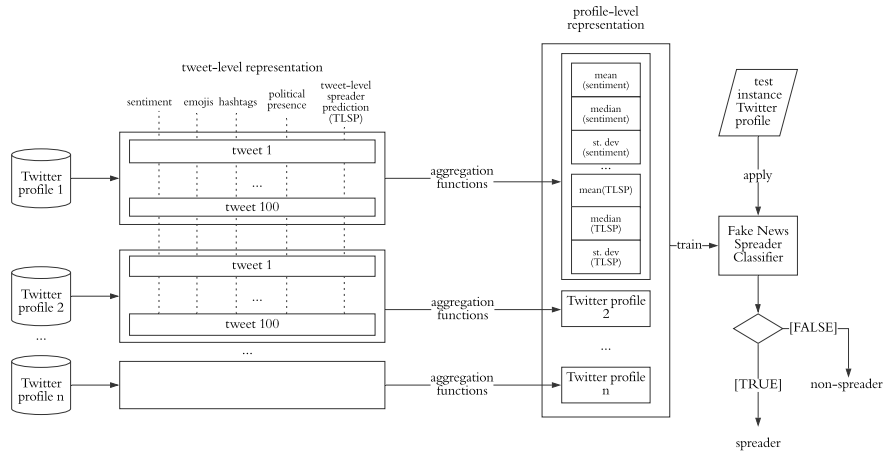 profile-level
representation
tweet-level representation
sentiment
emojis
hashtags
political
presence
tweet-level
spreader
prediction
(TLSP)
Twitter
profile 1
tweet 1
...
tweet 100
aggregation
functions
mean
(sentiment)
median
(sentiment)
st. dev
(sentiment)
...
mean(TLSP)
median
(TLSP)
st. dev
(TLSP)
test
instance
Twitter
profile
apply
train
Fake News
Spreader
Classifier
Twitter
profile 2
tweet 1
...
tweet 100
aggregation
functions
Twitter profile
2
...
...
...
[FALSE]
Twitter
profile n
aggregation
functions
Twitter profile
n
[TRUE]
non-spreader
spreader